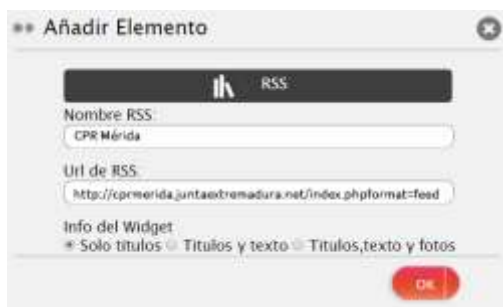 Añadir Elemento
RSS
Nombre RSS:
CPR Mérida
Url de RSS:
http://cprmerida.juntaextremadura.net/index.phpformat=feed
Info del Widget
Solo titulos Titulos y texto Titulos,texto y fotos
OK